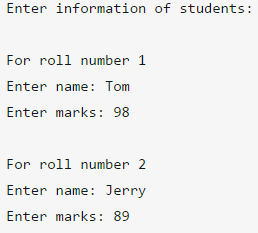 Enter information of students:
For roll number 1
Enter name: Tom
Enter marks: 98
For roll number 2
Enter name: Jerry
Enter marks: 89